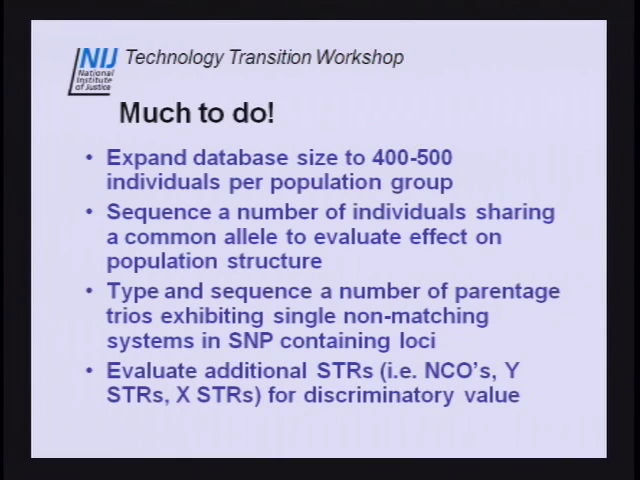 NIJ
National
Institute
of Justice
Technology Transition Workshop
Much to do!
• Expand database size to 400-500
individuals per population group
• Sequence a number of individuals sharing
a common allele to evaluate effect on
population structure
• Type and sequence a number of parentage
trios exhibiting single non-matching
systems in SNP containing loci
• Evaluate additional STRs (i.e. NCO's, Y
STRs, X STRs) for discriminatory value